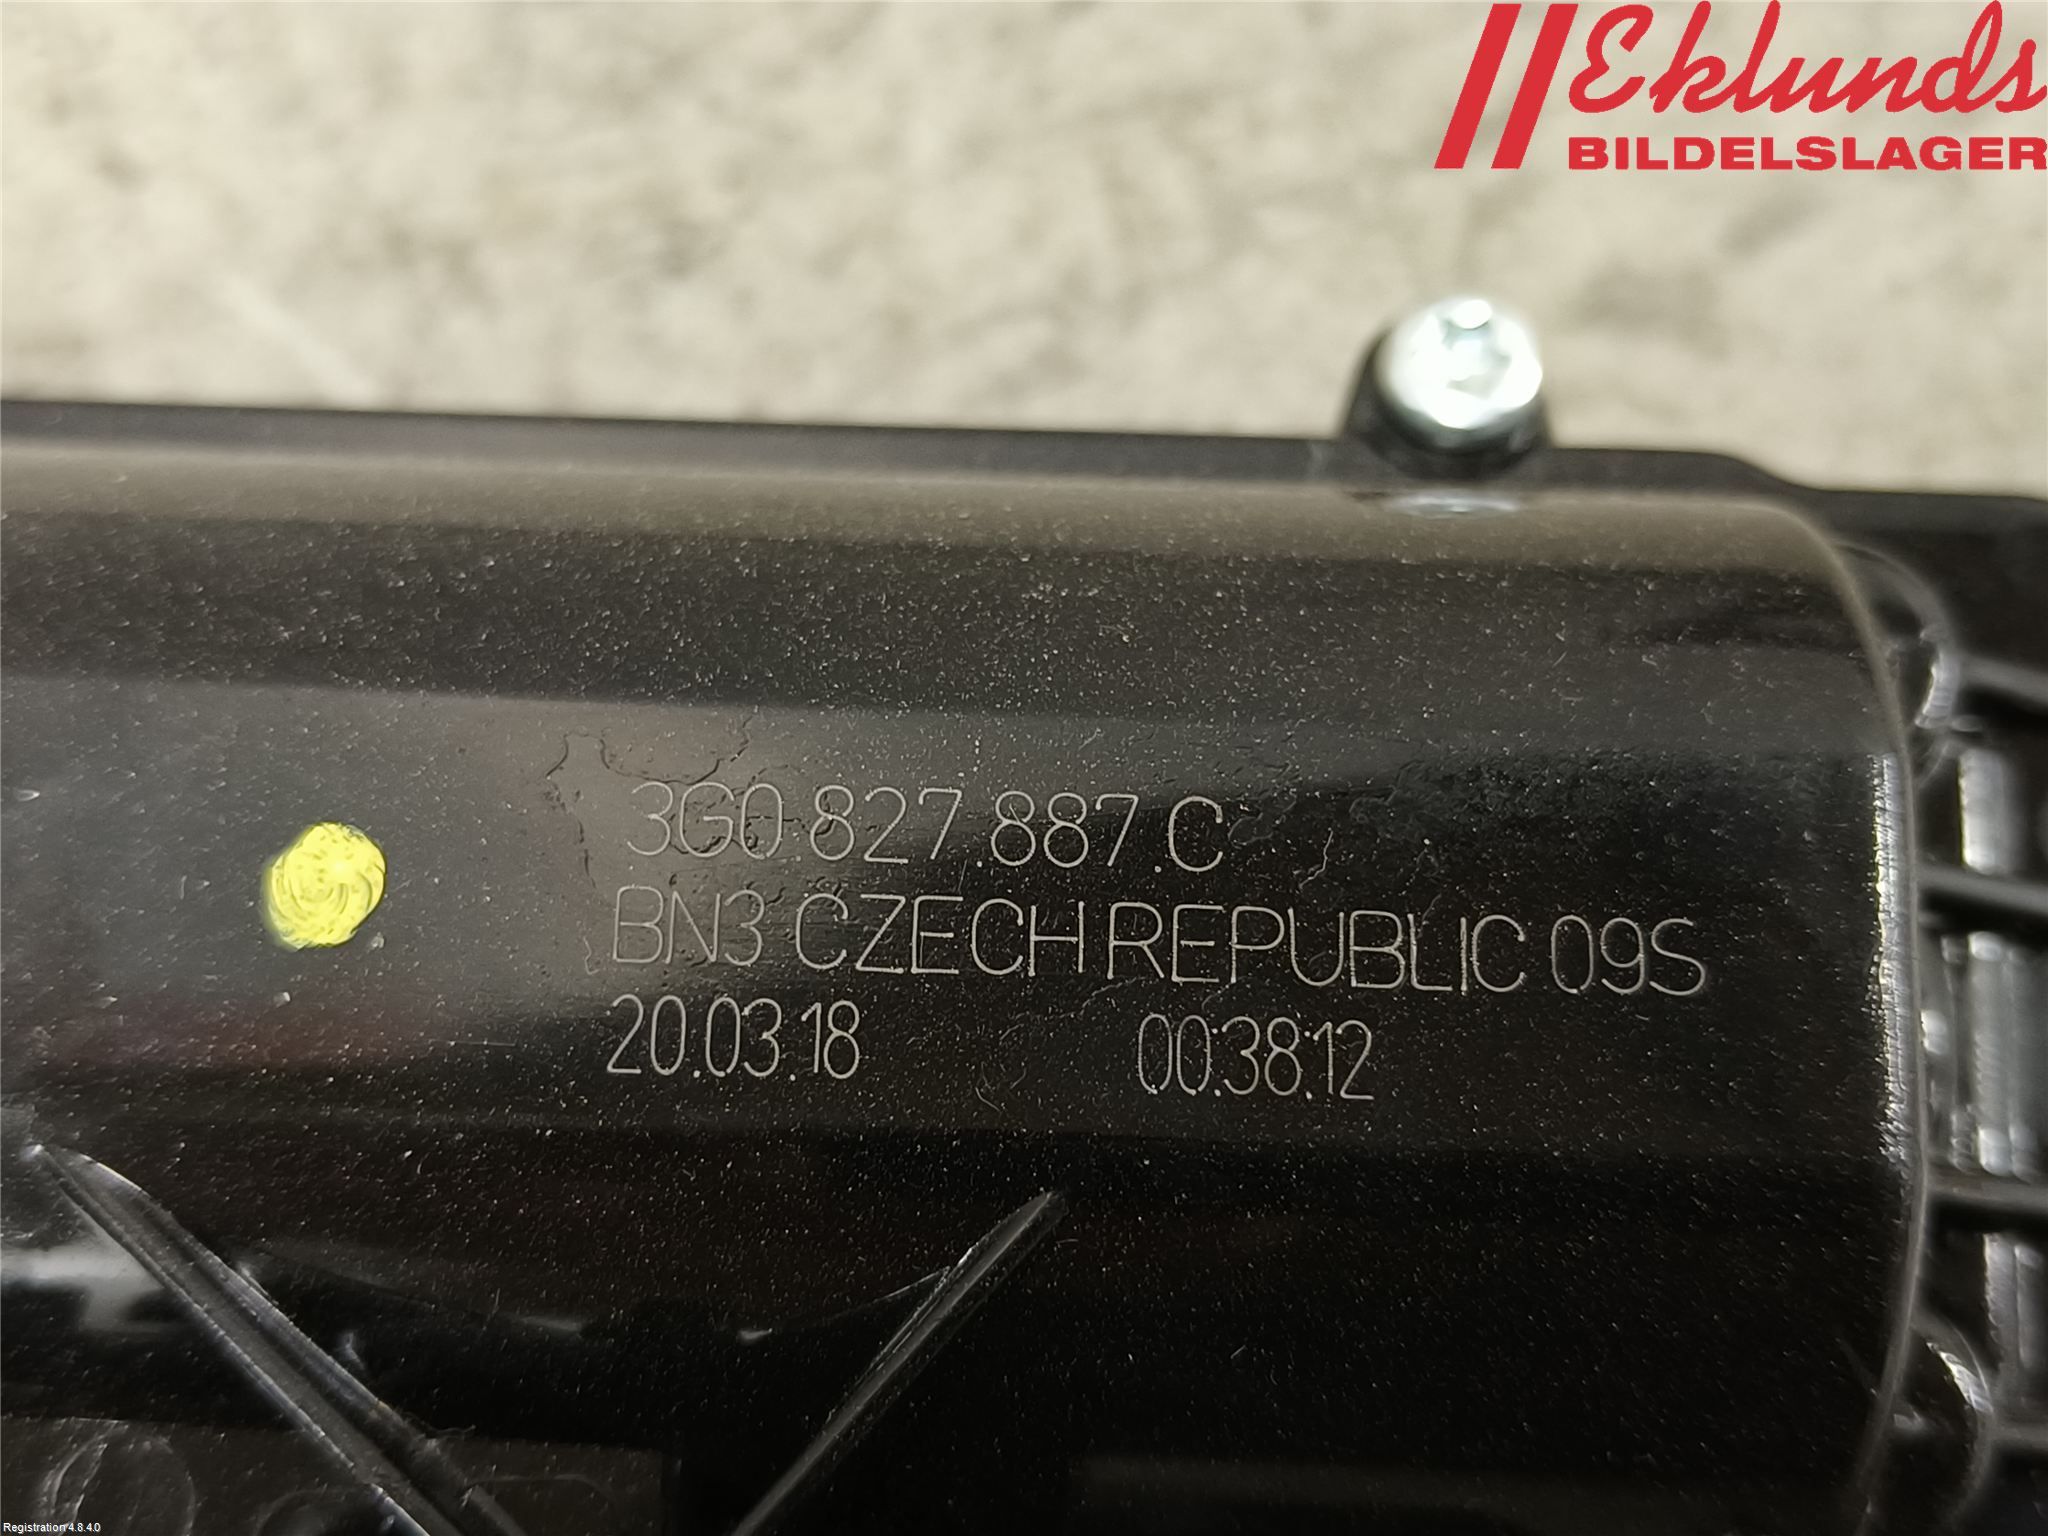 Eklunds
BILDELSLAGER
3G0.827.887.C
BN3 CZECH REPUBLIC 09S
20.03.18 00:38:12
Registration 4.8.4.0